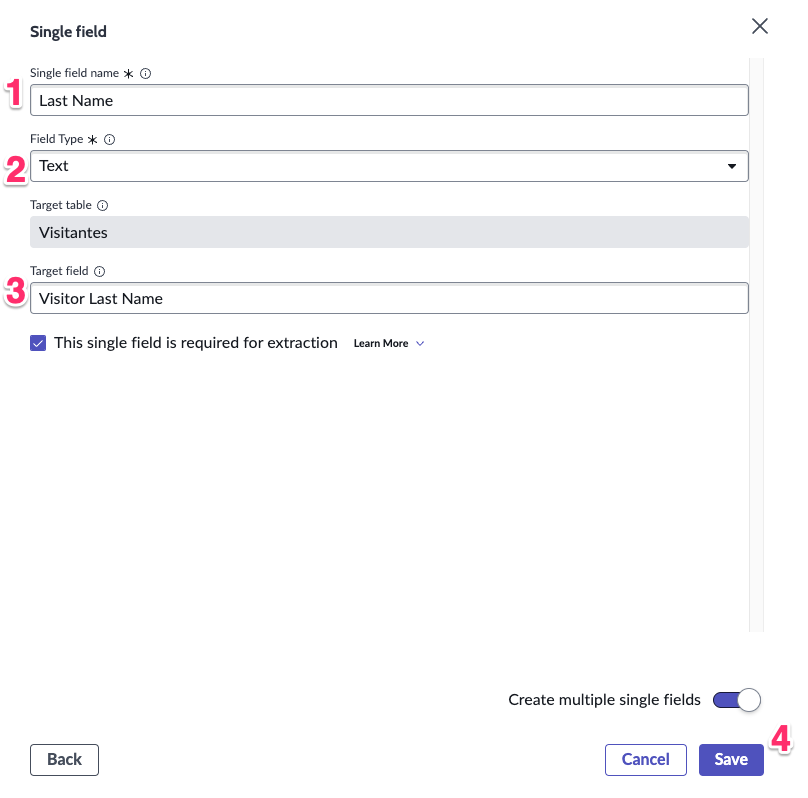 Single field
Single field name *
1
Last Name
Field Type *
2
Text
Target table
Visitantes
Target field
3
Visitor Last Name
This single field is required for extraction Learn More
Create multiple single fields
4
Back Cancel Save